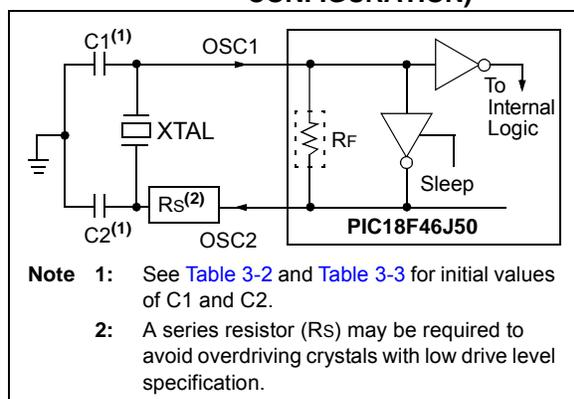 CONFIGURATION)
C1(1)
OSC1
To
Internal
Logic
XTAL
RF
Sleep
RS(2)
C2(1)
OSC2
PIC18F46J50
Note 1: See Table 3-2 and Table 3-3 for initial values
of C1 and C2.
2: A series resistor (RS) may be required to
avoid overdriving crystals with low drive level
specification.